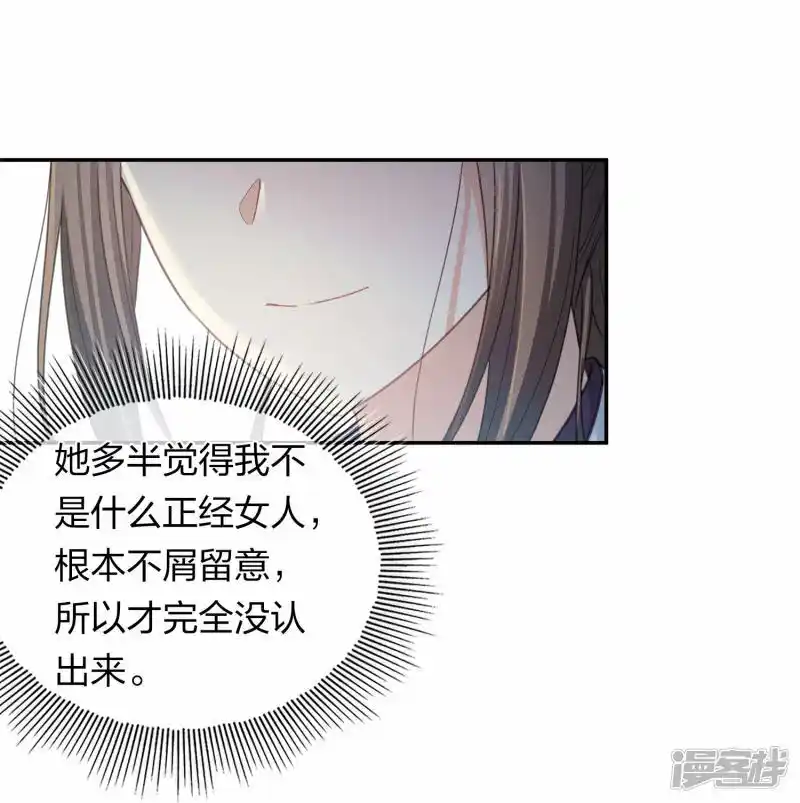 她多半觉得我不
是什么正经女人，
根本不屑留意，
所以才完全没认
出来。
漫客栈